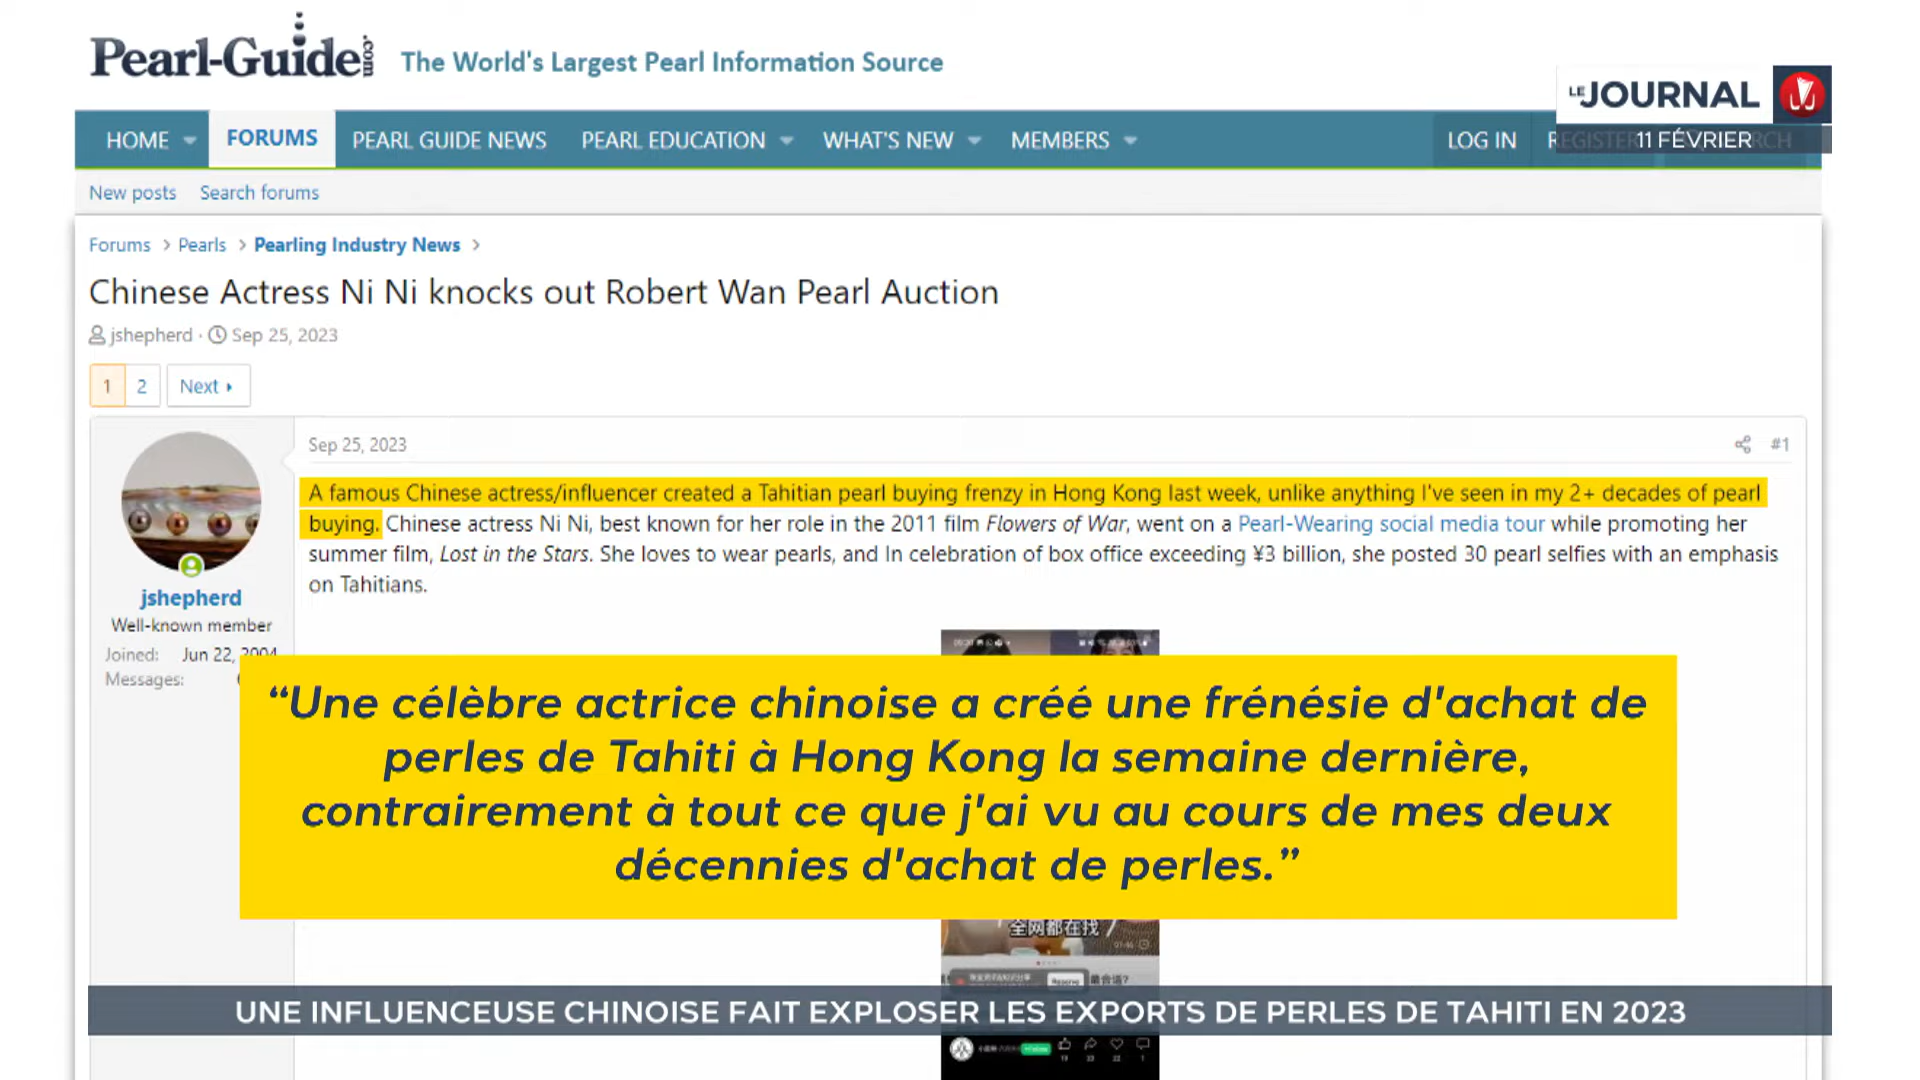 Pearl-Guide.com
The World's Largest Pearl Information Source
LE JOURNAL
11 FÉVRIER
HOME
FORUMS
PEARL GUIDE NEWS
PEARL EDUCATION
WHAT'S NEW
MEMBERS
LOG IN
REGISTER
New posts
Search forums
Forums > Pearls > Pearling Industry News >
Chinese Actress Ni Ni knocks out Robert Wan Pearl Auction
jshepherd · Sep 25, 2023
1
2
Next
Sep 25, 2023
#1
A famous Chinese actress/influencer created a Tahitian pearl buying frenzy in Hong Kong last week, unlike anything I've seen in my 2+ decades of pearl
buying. Chinese actress Ni Ni, best known for her role in the 2011 film Flowers of War, went on a Pearl-Wearing social media tour while promoting her
summer film, Lost in the Stars. She loves to wear pearls, and In celebration of box office exceeding ¥3 billion, she posted 30 pearl selfies with an emphasis
on Tahitians.
jshepherd
Well-known member
Joined: Jun 22, 2004
Messages:
“Une célèbre actrice chinoise a créé une frénésie d'achat de
perles de Tahiti à Hong Kong la semaine dernière,
contrairement à tout ce que j'ai vu au cours de mes deux
décennies d'achat de perles.”
全网都在找
Reserve
UNE INFLUENCEUSE CHINOISE FAIT EXPLOSER LES EXPORTS DE PERLES DE TAHITI EN 2023